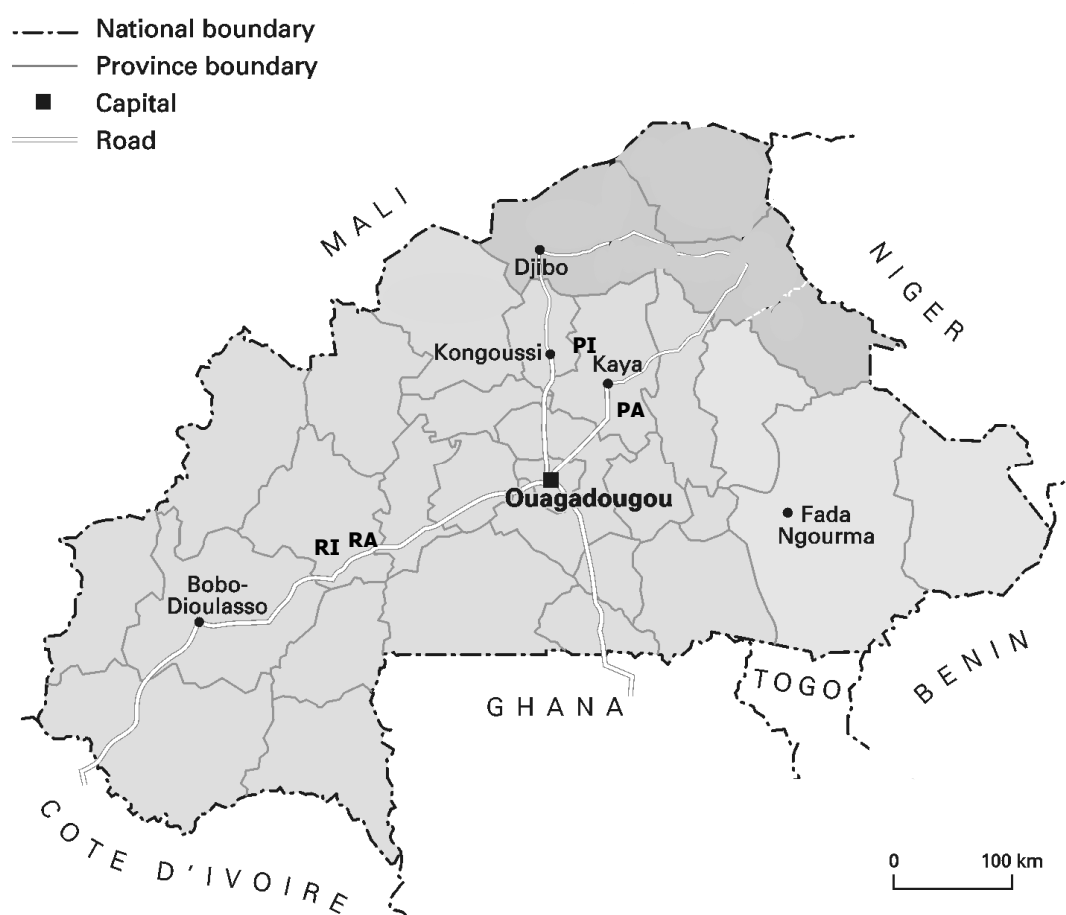 National boundary
Province boundary
Capital
Road
MALI
NIGER
Djibo
Kongoussi
PI
Kaya
PA
Ouagadougou
Fada
Ngourma
RI RA
Bobo-
Dioulasso
BENIN
TOGO
GHANA
COTE D'IVOIRE
0 100 km